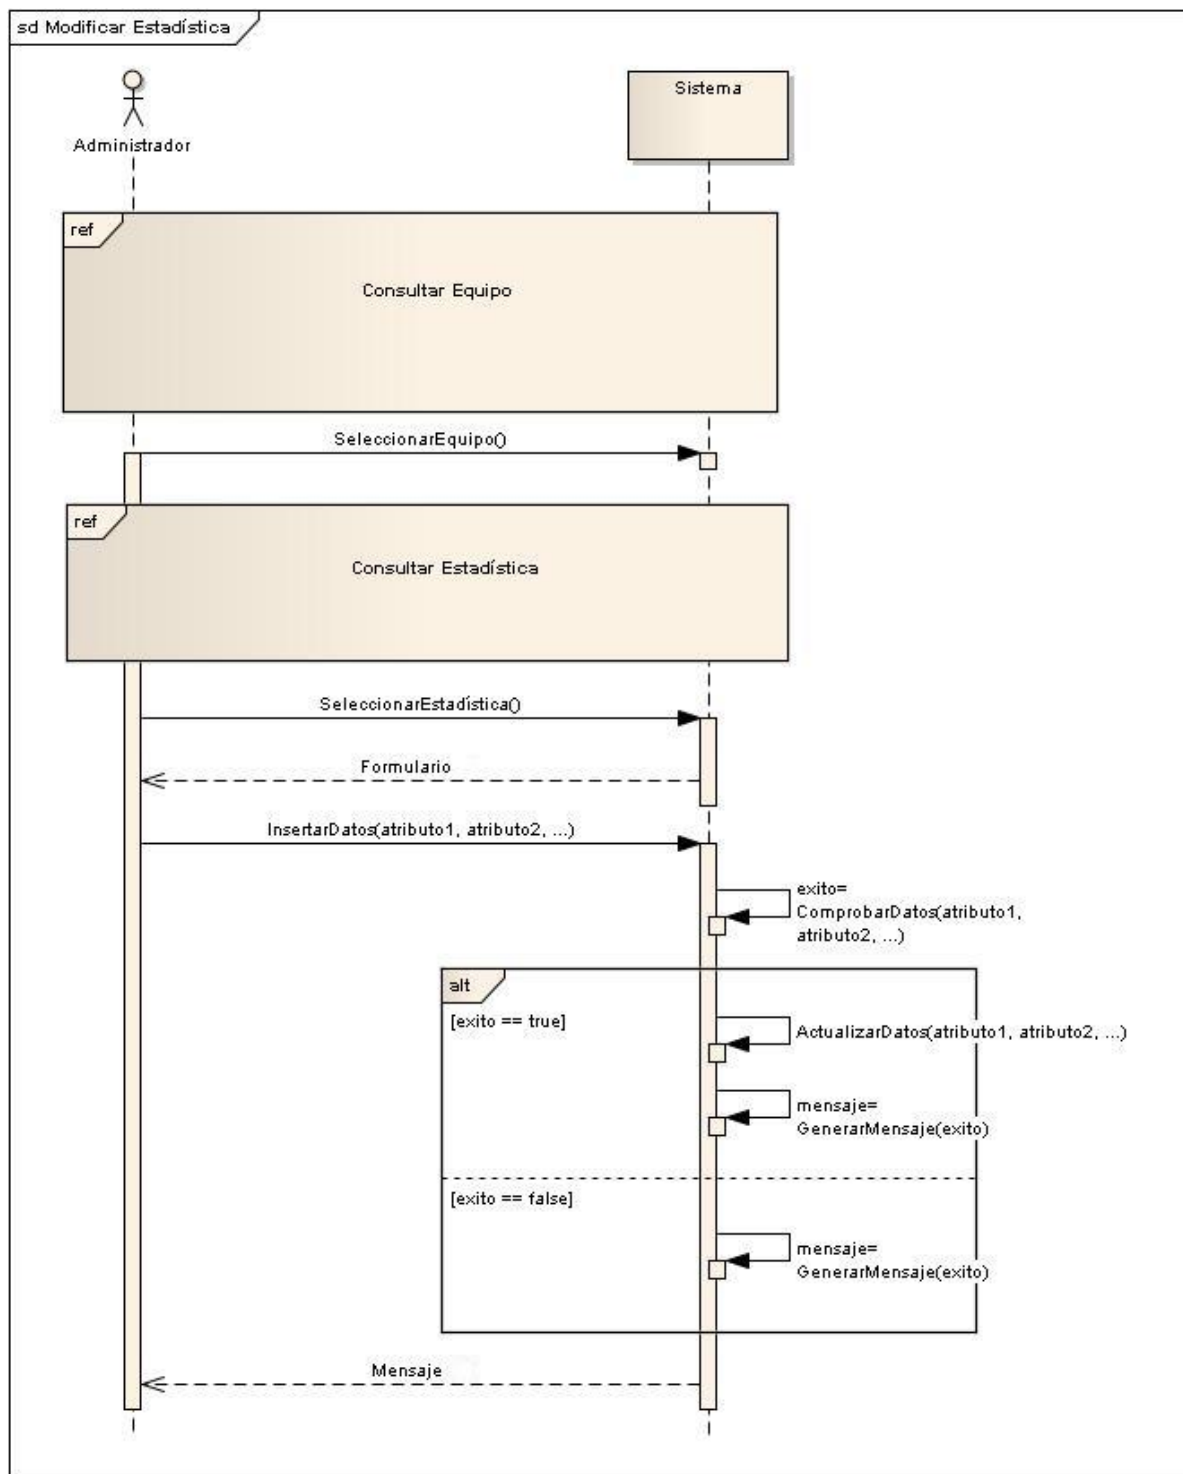 sd Modificar Estadística
Sistema
Administrador
ref
Consultar Equipo
SeleccionarEquipo()
ref
Consultar Estadística
SeleccionarEstadística()
Formulario
InsertarDatos(atributo1, atributo2, ...)
exito=
ComprobarDatos(atributo1,
atributo2, ...)
alt
[exito == true]
ActualizarDatos(atributo1, atributo2, ...)
mensaje=
GenerarMensaje(exito)
[exito == false]
mensaje=
GenerarMensaje(exito)
Mensaje